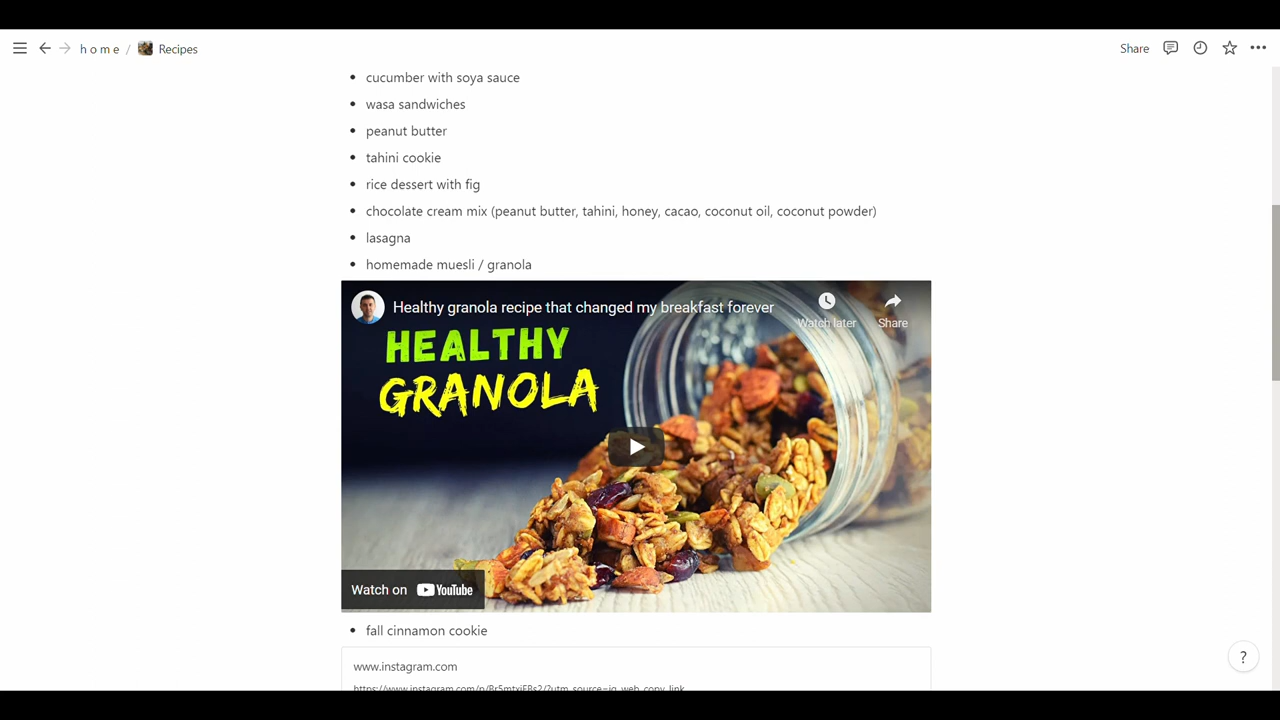 h o m e / Recipes
Share
cucumber with soya sauce
wasa sandwiches
peanut butter
tahini cookie
rice dessert with fig
chocolate cream mix (peanut butter, tahini, honey, cacao, coconut oil, coconut powder)
lasagna
homemade muesli / granola
Healthy granola recipe that changed my breakfast forever
Watch later
Share
HEALTHY
GRANOLA
Watch on YouTube
fall cinnamon cookie
?
www.instagram.com